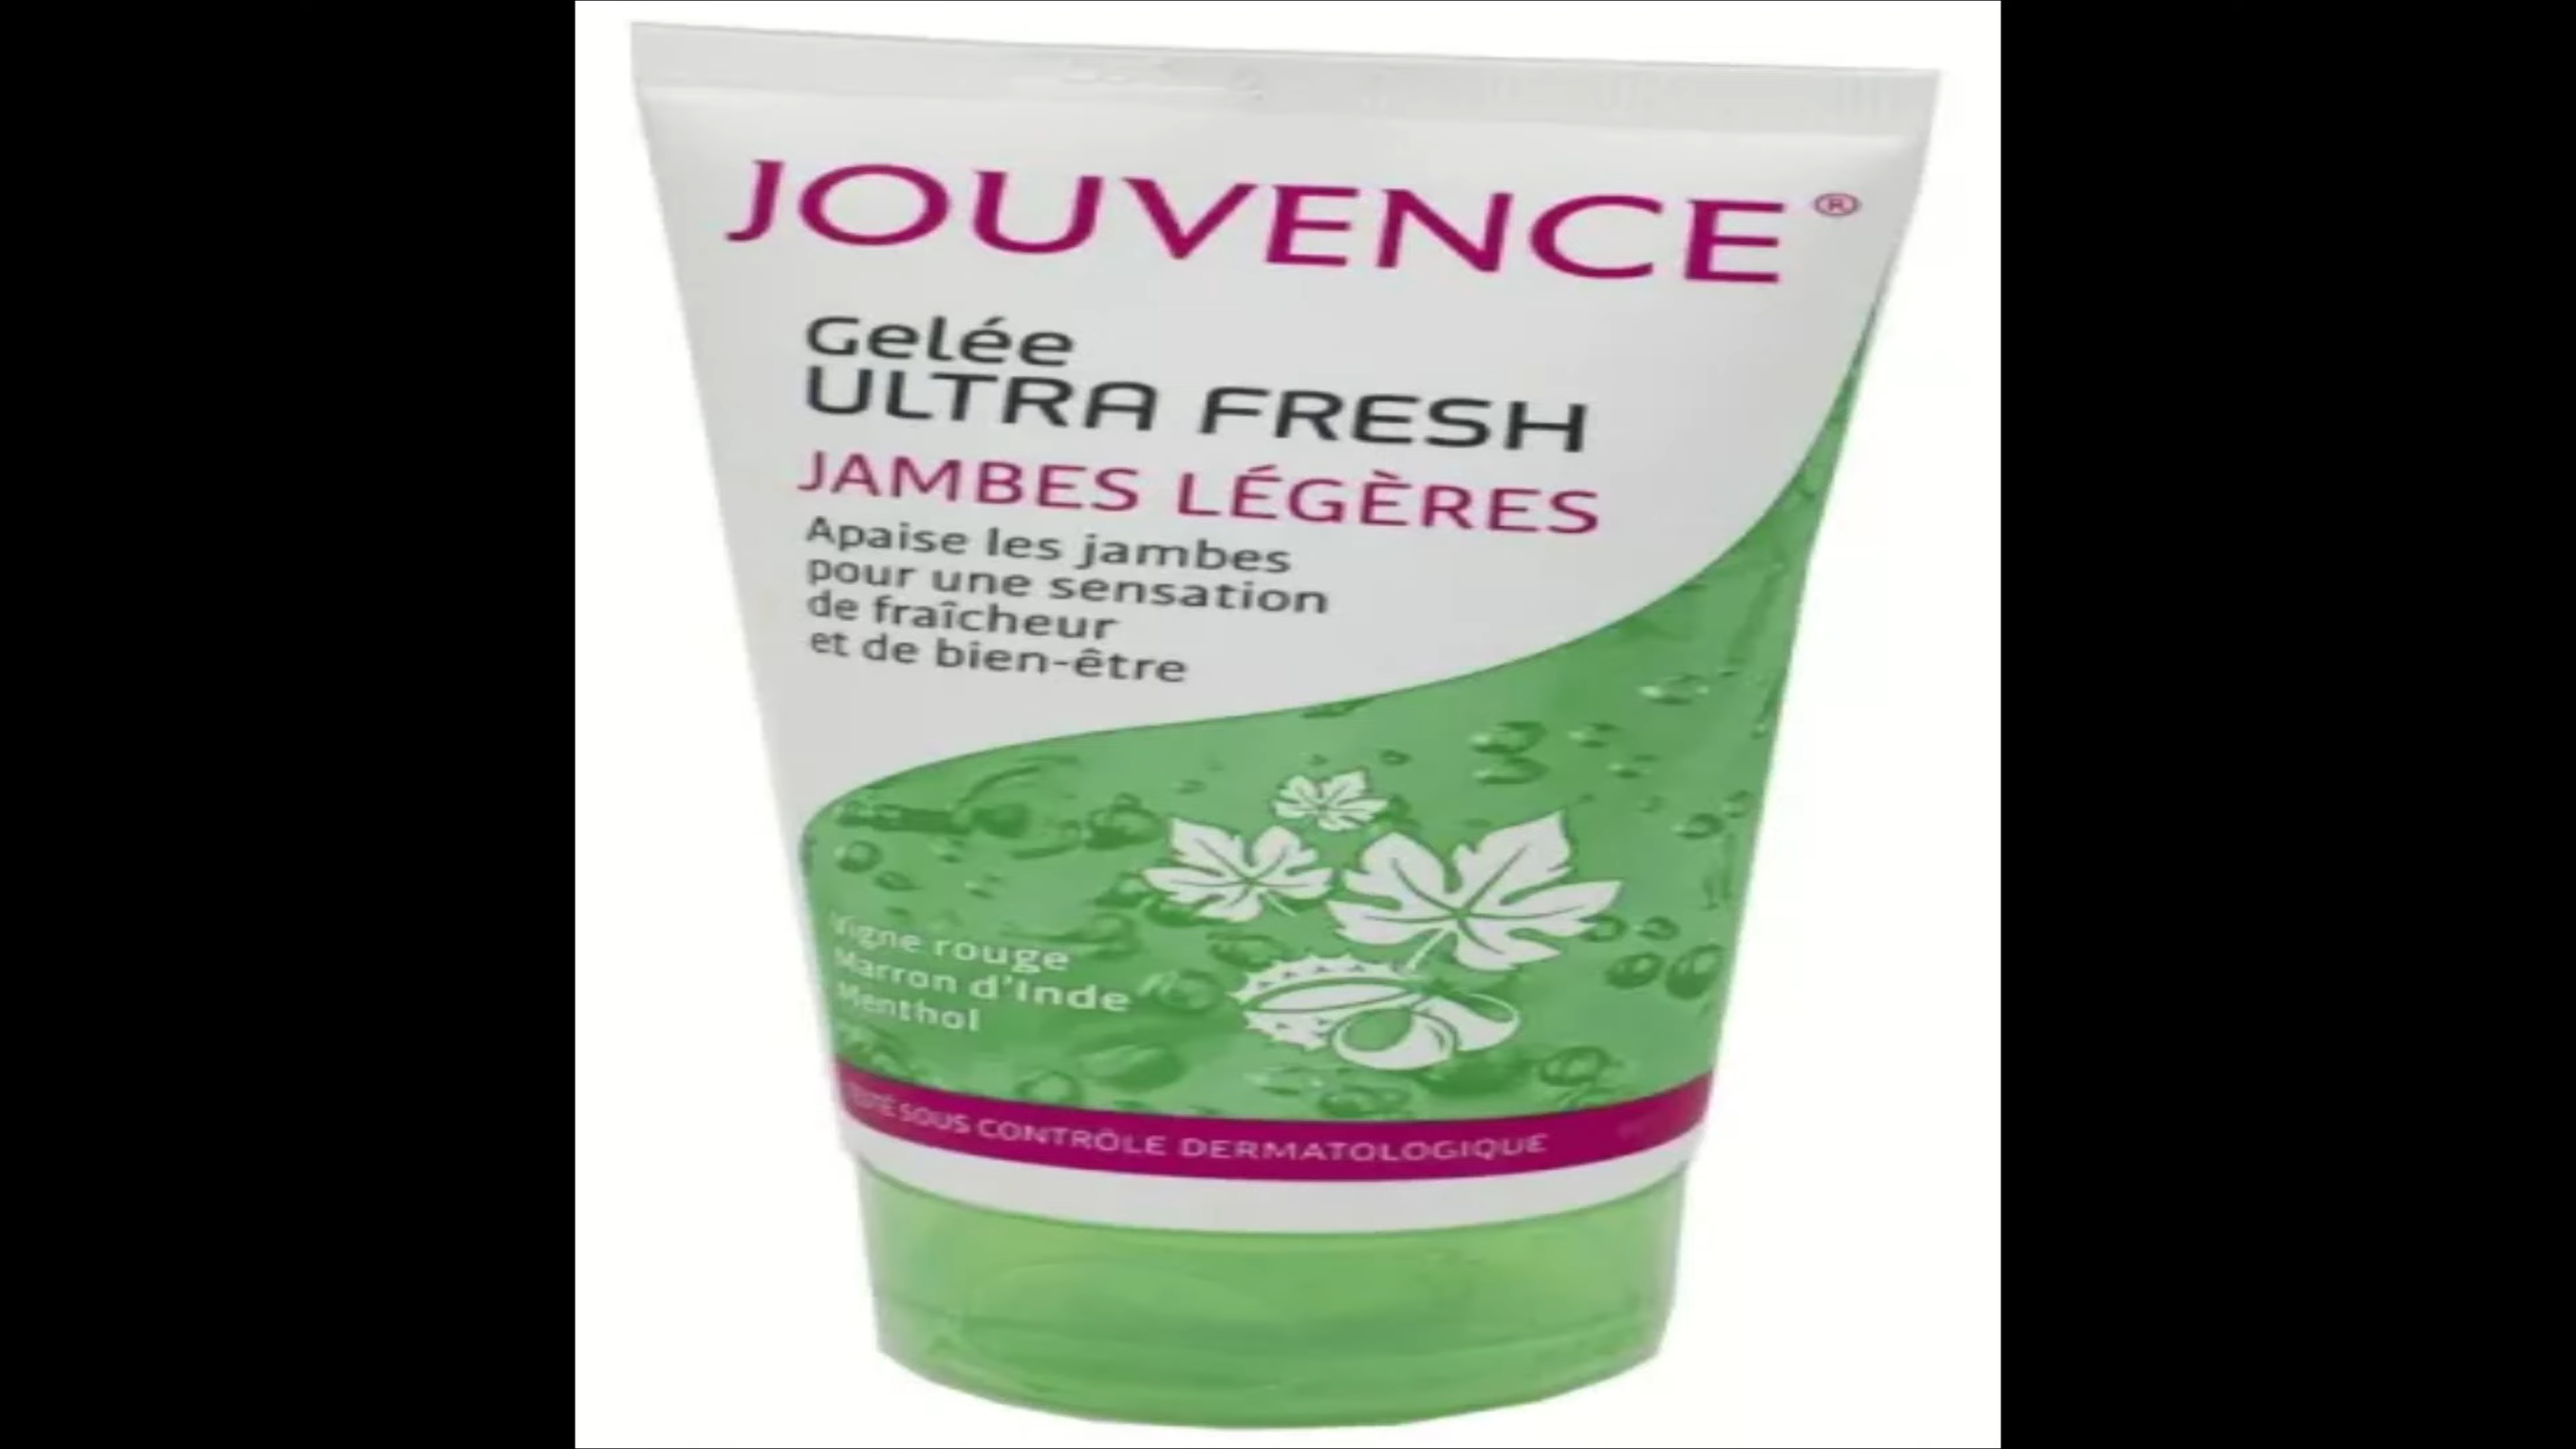 JOUVENCE®
Gelée
ULTRA FRESH
JAMBES LÉGÈRES
Apaise les jambes
pour une sensation
de fraîcheur
et de bien-être
Vigne rouge
Marron d'Inde
Menthol
SOUS CONTRÔLE DERMATOLOGIQUE